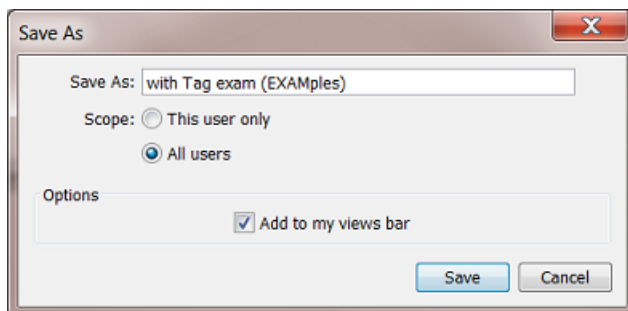 Save As
Save As: with Tag exam (EXAMples)
Scope: This user only
All users
Options
Add to my views bar
Save Cancel